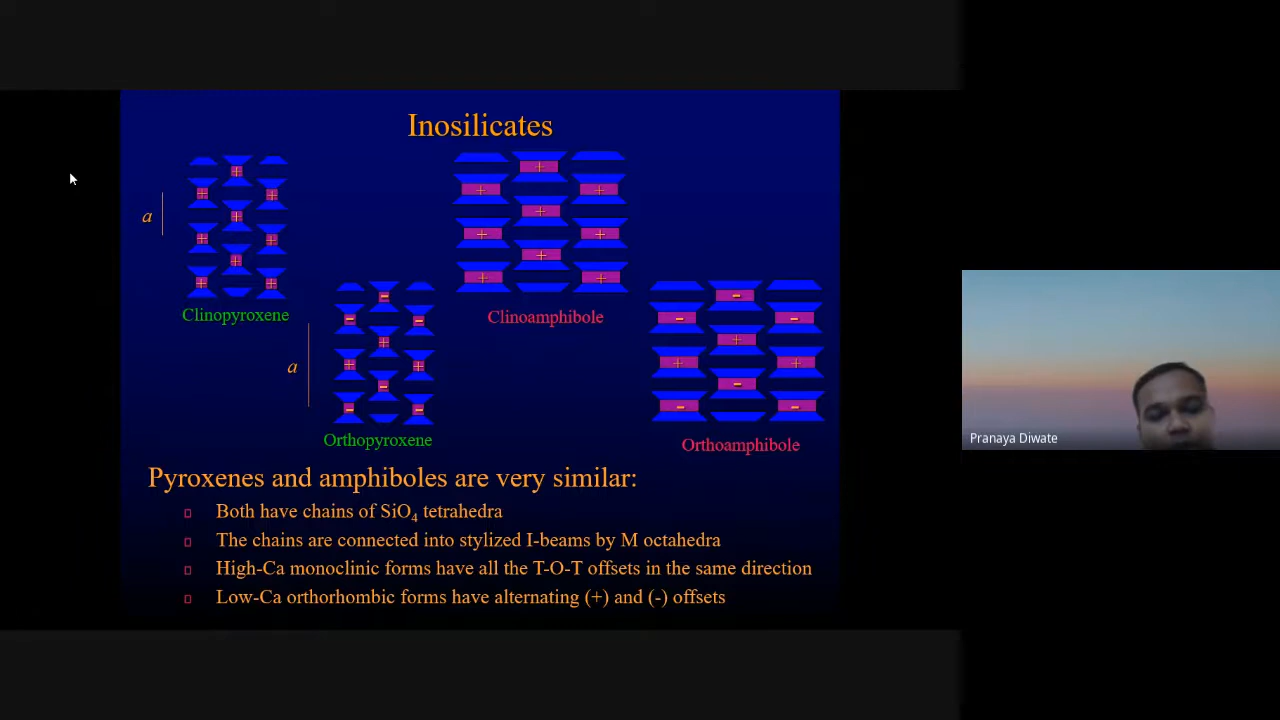 Inosilicates
a
Clinopyroxene
Clinoamphibole
a
Orthopyroxene
Orthoamphibole
Pranaya Diwate
Pyroxenes and amphiboles are very similar:
Both have chains of SiO₄ tetrahedra
The chains are connected into stylized I-beams by M octahedra
High-Ca monoclinic forms have all the T-O-T offsets in the same direction
Low-Ca orthorhombic forms have alternating (+) and (-) offsets